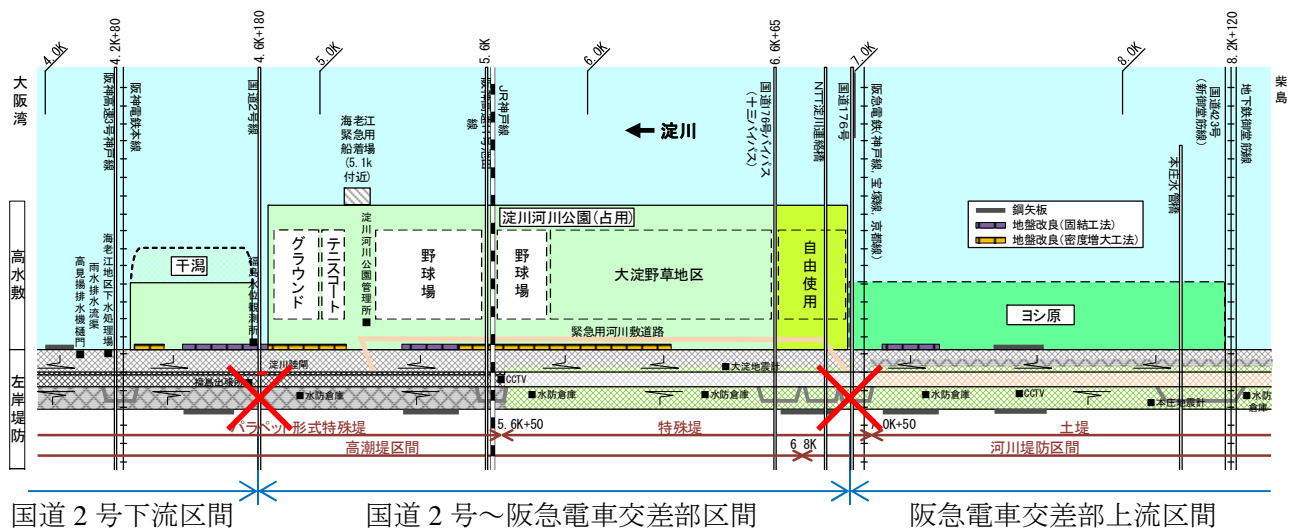 4.0K
4.2K+80
4.6K+180
5.0K
5.6K
6.0K
6.6K+65
7.0K
8.0K
8.2K+120
大阪湾
阪神高速3号神戸線
阪神電鉄本線
国道2号線
海老江
緊急用
船着場
(5.1k
付近)
JR神戸線
淀川
国道176号バイパス
(十三バイパス)
NTT淀川連絡橋
国道176号
阪急電鉄(神戸線、宝塚線、京都線)
本庄水管橋
国道423号
(新御堂筋線)
地下鉄御堂筋線
柴島
鋼矢板
地盤改良(固結工法)
地盤改良(密度増大工法)
高水敷
高見揚排水機樋門
雨水排水流渠
海老江地区下水処理場
干潟
福島水位観測所
グラウンド
テニスコート
淀川河川公園管理所
野球場
淀川河川公園(占用)
野球場
大淀野草地区
自由使用
緊急用河川敷道路
ヨシ原
左岸堤防
淀川陸閘
福島出張所
CCTV
大淀地震計
水防倉庫
水防倉庫
水防倉庫
水防倉庫
CCTV
本庄地震計
水防
倉庫
パラペット形式特殊堤
5.6K+50
特殊堤
7.0K+50
土堤
高潮堤区間
6.8K
河川堤防区間
国道2号下流区間
国道2号～阪急電車交差部区間
阪急電車交差部上流区間